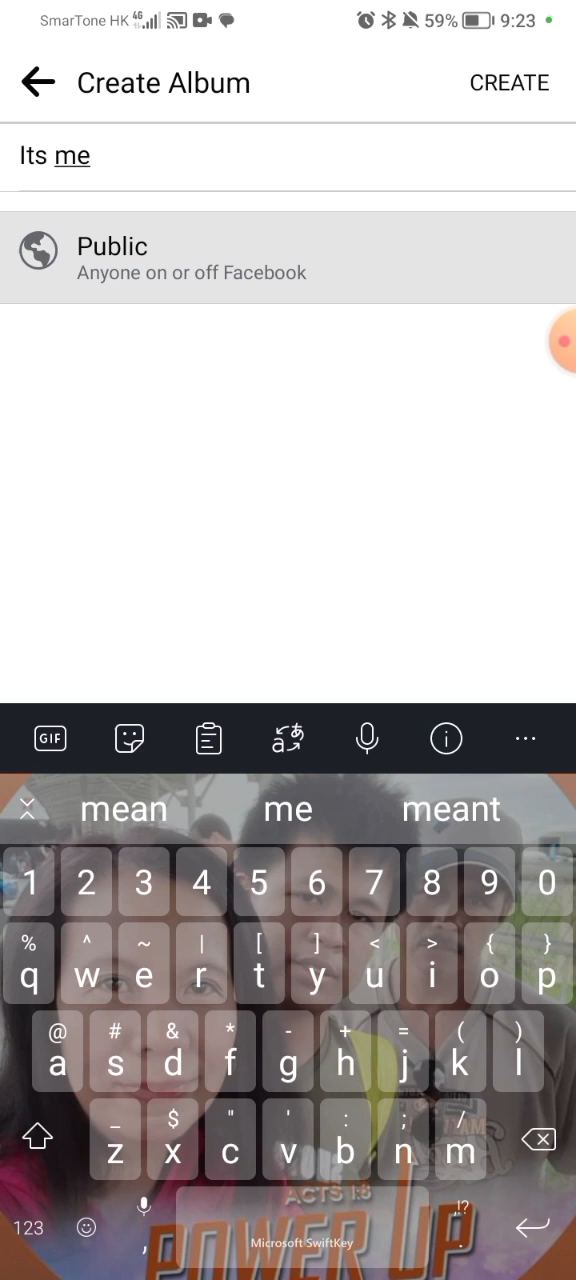 SmarTone HK 4G 59% 9:23
Create Album CREATE
Its me
Public
Anyone on or off Facebook
GIF
mean me meant
1 2 3 4 5 6 7 8 9 0
% ^ ~ | [ ] < > { }
q w e r t y u i o p
@ # & * - + = ( )
a s d f g h j k l
_ $ " ' : ; /
z x c v b n m
TEAM
ACTS 1:8
POWER UP
123 , Microsoft SwiftKey !? .